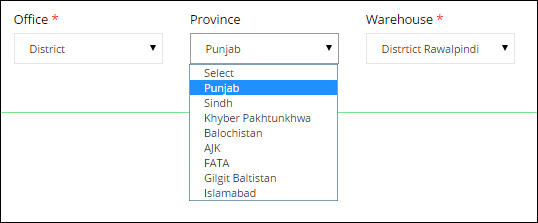 Office *
Province
Warehouse *
District
Punjab
Distrtict Rawalpindi
Select
Punjab
Sindh
Khyber Pakhtunkhwa
Balochistan
AJK
FATA
Gilgit Baltistan
Islamabad